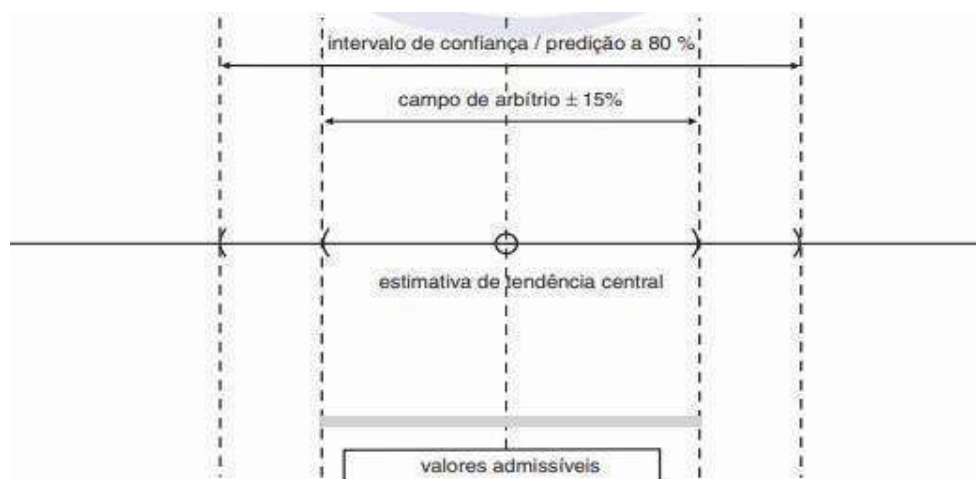 intervalo de confiança / predição a 80 %
campo de arbítrio ± 15%
estimativa de tendência central
valores admissíveis